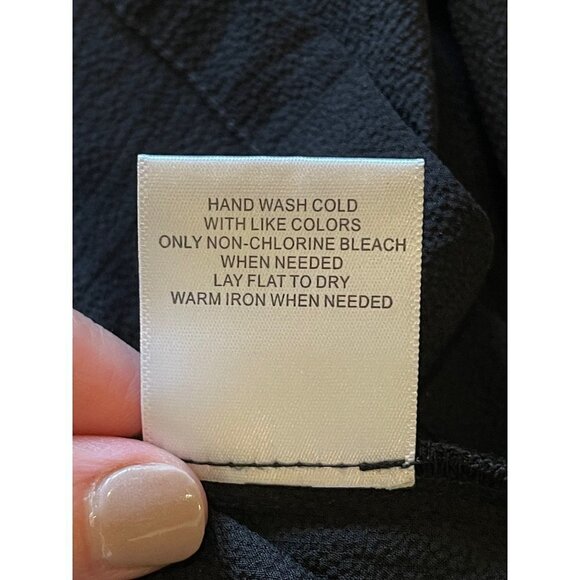 HAND WASH COLD
WITH LIKE COLORS
ONLY NON-CHLORINE BLEACH
WHEN NEEDED
LAY FLAT TO DRY
WARM IRON WHEN NEEDED